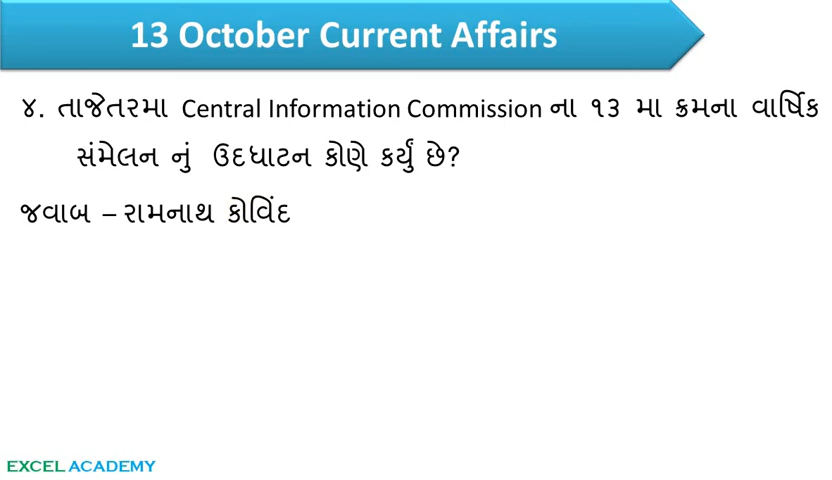 13 October Current Affairs
૪. તાજેતરમા Central Information Commission ના ૧૩ મા ક્રમના વાર્ષિક
સંમેલન નું ઉદઘાટન કોણે કર્યું છે?
જવાબ – રામનાથ કોવિંદ
EXCEL ACADEMY